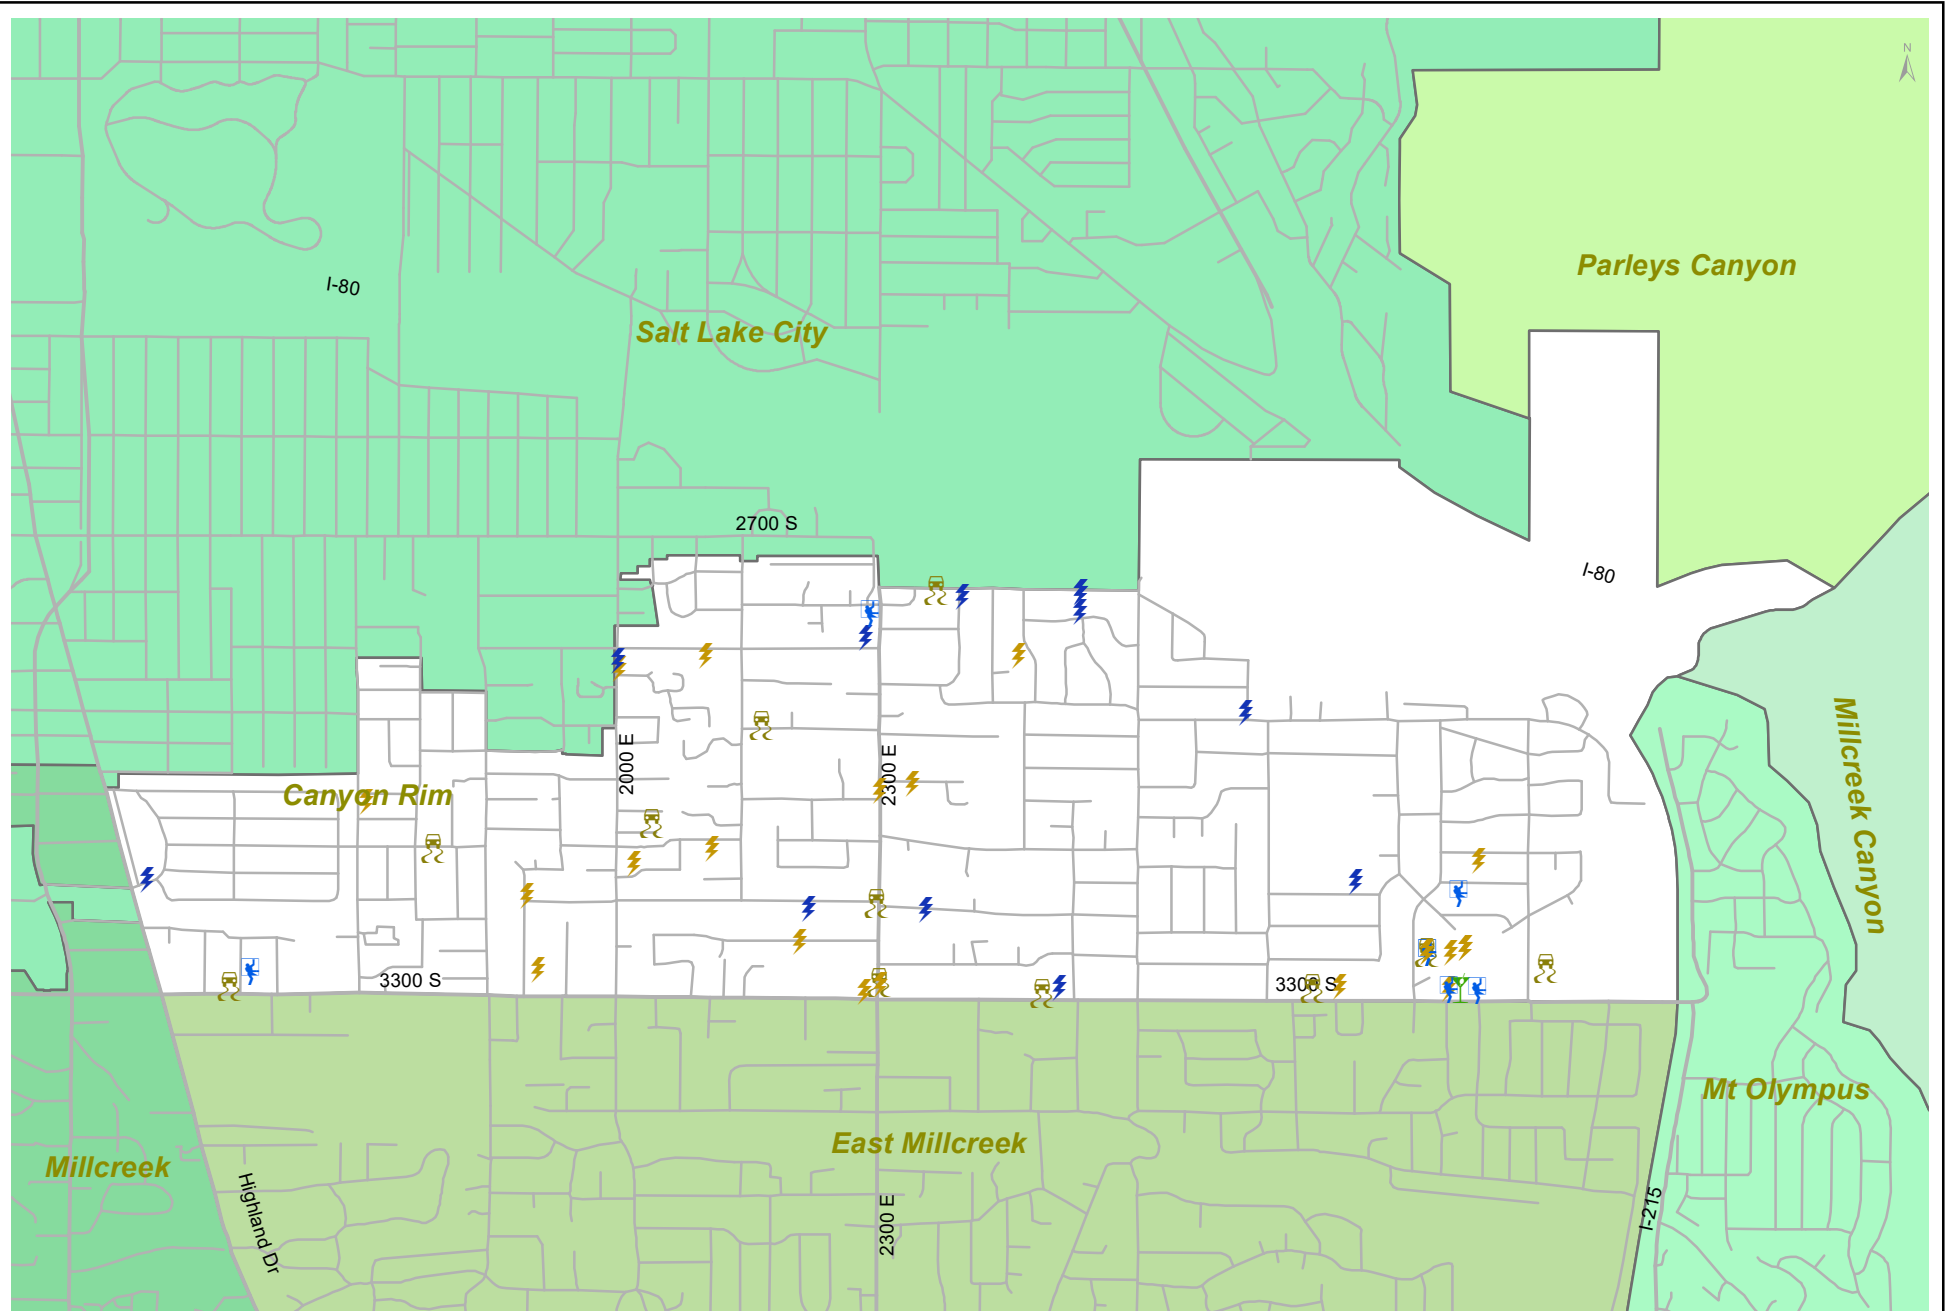 N
Parleys Canyon
I-80
Salt Lake City
2700 S
I-80
Millcreek Canyon
2000 E
2300 E
Canyon Rim
3300 S
3300 S
Mt Olympus
East Millcreek
Millcreek
Highland Dr
2300 E
I-215